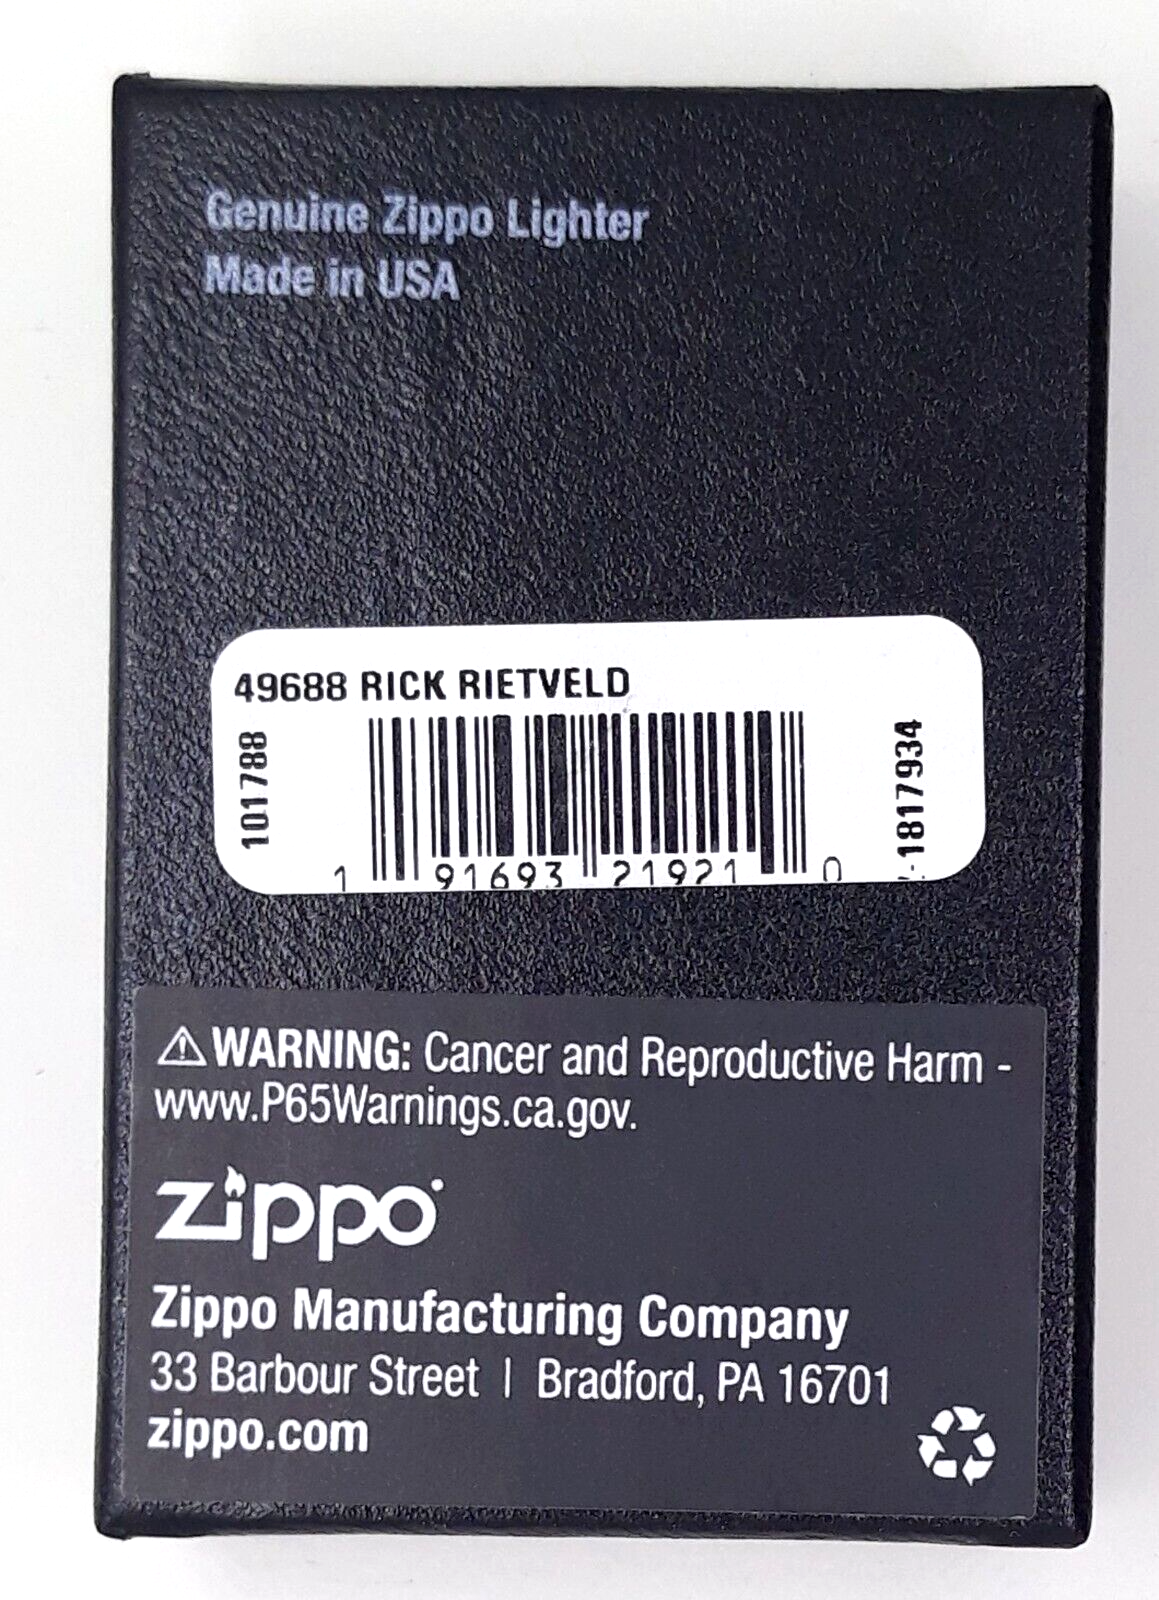 Genuine Zippo Lighter
Made in USA
49688 RICK RIETVELD
101788
1 91693 21921 0
1817934
WARNING: Cancer and Reproductive Harm -
www.P65Warnings.ca.gov.
zippo
Zippo Manufacturing Company
33 Barbour Street | Bradford, PA 16701
zippo.com